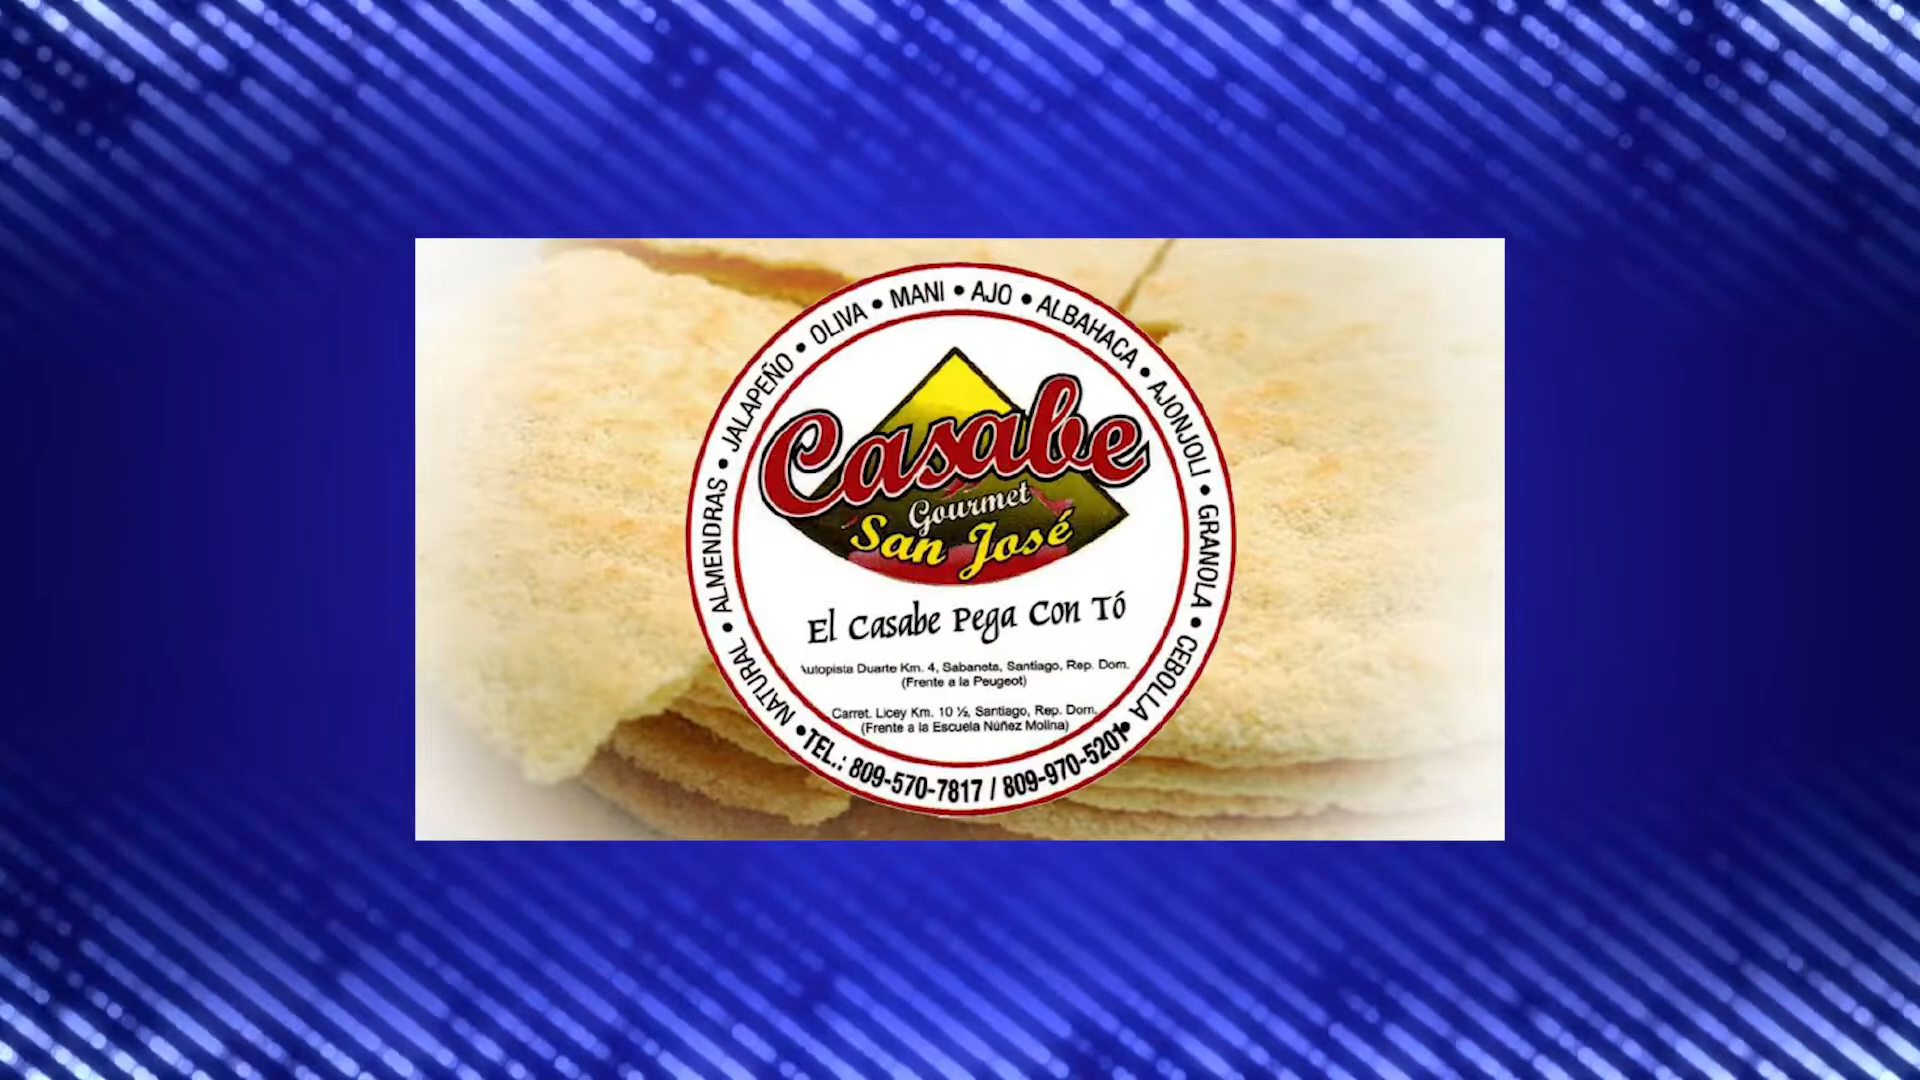 • NATURAL • ALMENDRAS • JALAPEÑO • OLIVA • MANI • AJO • ALBAHACA • AJONJOLI • GRANOLA • CEBOLLA •
Casabe
Gourmet
San José
El Casabe Pega Con Tó
Autopista Duarte Km. 4, Sabaneta, Santiago, Rep. Dom.
(Frente a la Peugeot)
Carret. Licey Km. 10 ½, Santiago, Rep. Dom.
(Frente a la Escuela Núñez Molina)
TEL.: 809-570-7817 / 809-970-5201